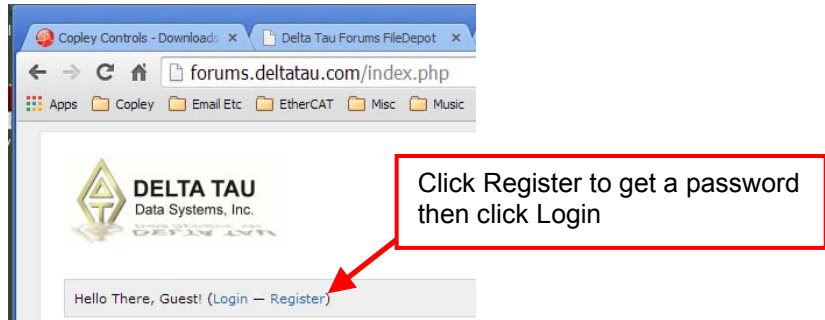 Copley Controls - Downloads
Delta Tau Forums FileDepot
forums.deltatau.com/index.php
Apps Copley Email Etc EtherCAT Misc Music
DELTA TAU
Data Systems, Inc.
Click Register to get a password
then click Login
Hello There, Guest! (Login — Register)